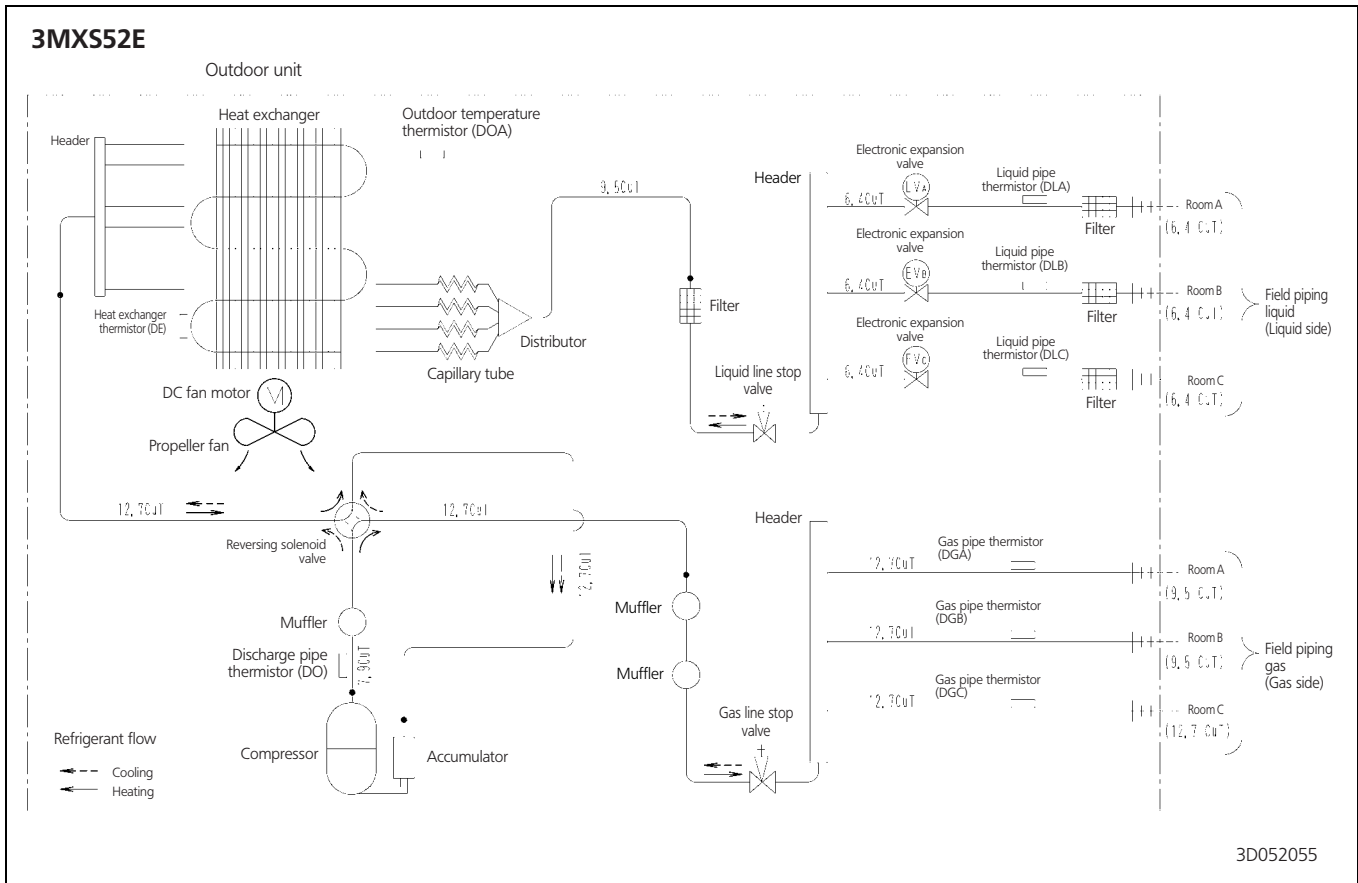 3MXS52E
Outdoor unit
Heat exchanger
Outdoor temperature
thermistor (DOA)
Header
Heat exchanger
thermistor (DE)
Capillary tube
Distributor
DC fan motor
M
Propeller fan
9,5CuT
Filter
Liquid line stop
valve
Header
Electronic expansion
valve
6,4CuT
Liquid pipe
thermistor (DLA)
Filter
Room A
(6,4 CuT)
Electronic expansion
valve
EVB
6,4CuT
Liquid pipe
thermistor (DLB)
Filter
Room B
(6,4 CuT)
Electronic expansion
valve
6,4CuT
Liquid pipe
thermistor (DLC)
Filter
Room C
(6,4 CuT)
Field piping
liquid
(Liquid side)
12,7CuT
Reversing solenoid
valve
12,7CuT
12,7CuT
Muffler
Discharge pipe
thermistor (DO)
7,9CuT
Compressor
Accumulator
Muffler
Muffler
Gas line stop
valve
Header
12,7CuT
Gas pipe thermistor
(DGA)
Room A
(9,5 CuT)
12,7CuT
Gas pipe thermistor
(DGB)
Room B
(9,5 CuT)
12,7CuT
Gas pipe thermistor
(DGC)
Room C
(12,7 CuT)
Field piping
gas
(Gas side)
Refrigerant flow
Cooling
Heating
3D052055